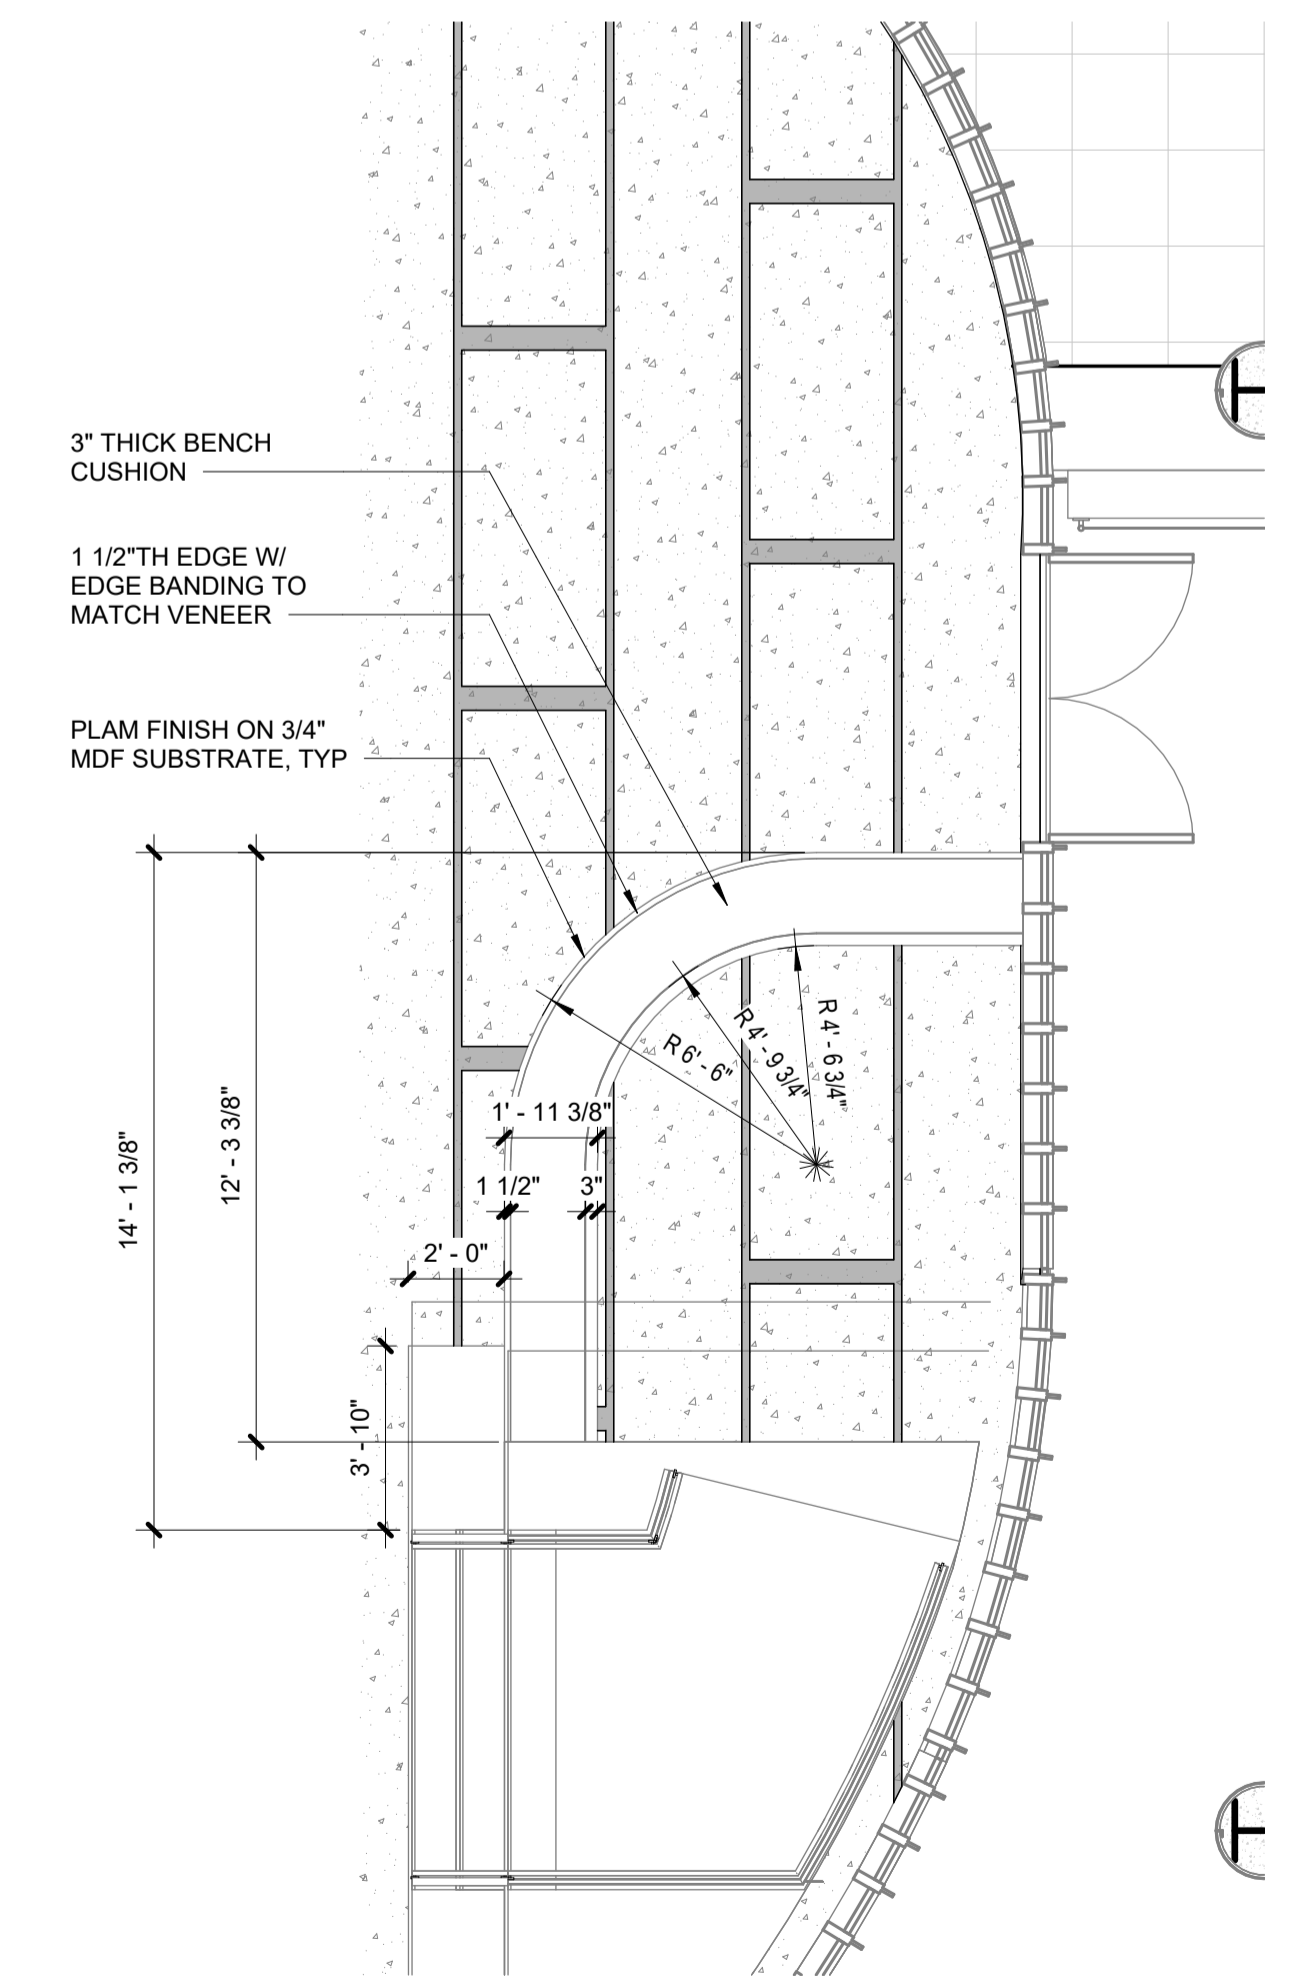 3" THICK BENCH
CUSHION
1 1/2"TH EDGE W/
EDGE BANDING TO
MATCH VENEER
PLAM FINISH ON 3/4"
MDF SUBSTRATE, TYP
R 6' - 6"
R 4' - 9 3/4"
R 4' - 6 3/4"
1' - 11 3/8"
1 1/2"
3"
2' - 0"
14' - 1 3/8"
12' - 3 3/8"
3' - 10"